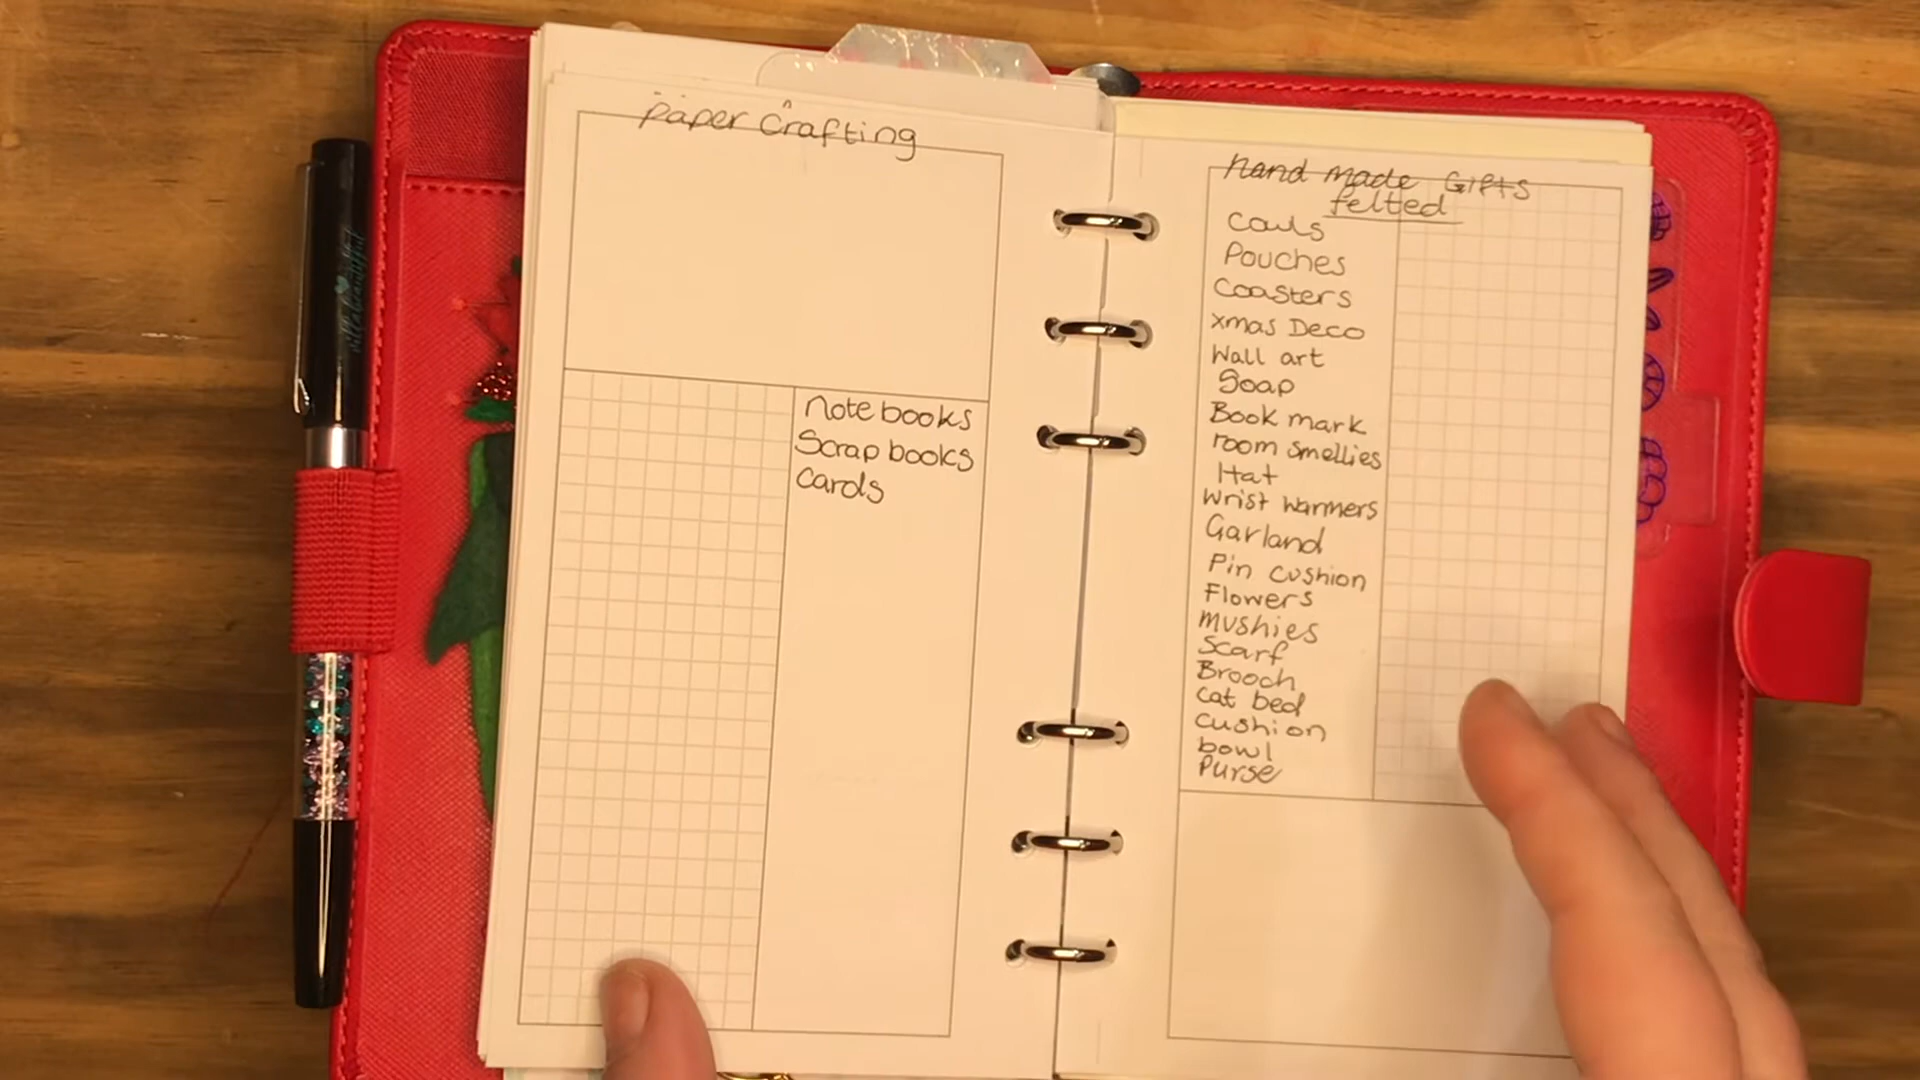 paper Crafting
Note books
Scrap books
Cards
Hand made Gifts
felted
Cowls
Pouches
Coasters
xmas Deco
Wall art
Soap
Book mark
room smellies
Hat
Wrist Warmers
Garland
Pin cushion
Flowers
Mushies
Scarf
Brooch
Cat bed
Cushion
bowl
Purse